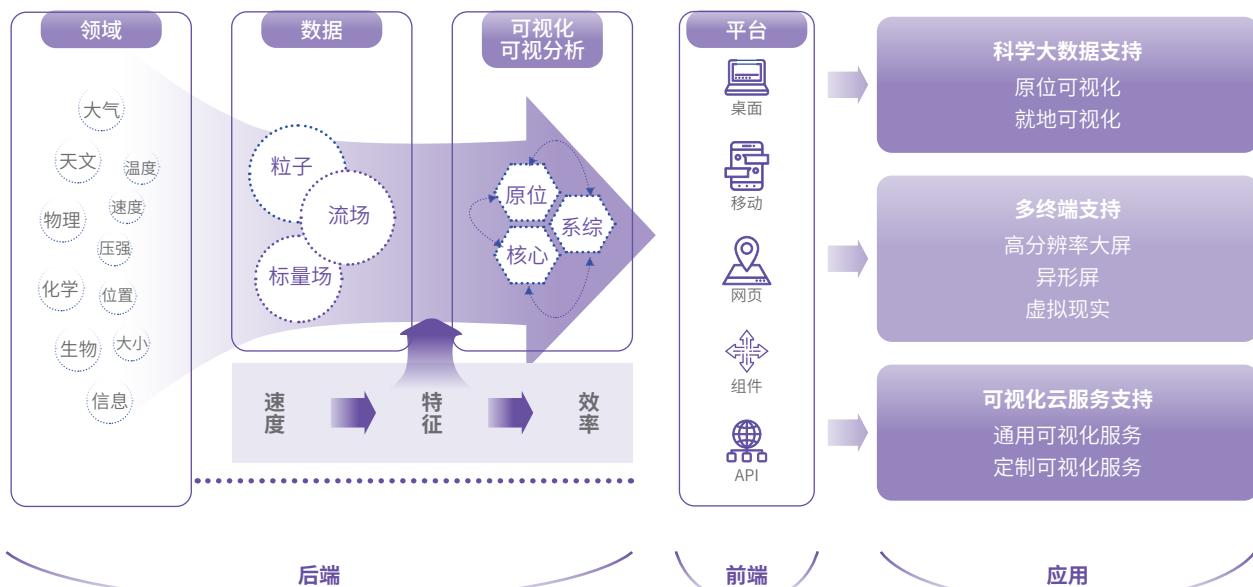 领域
大气
天文
温度
物理
速度
压强
化学
位置
生物
大小
信息
数据
粒子
流场
标量场
可视化
可视分析
原位
系综
核心
速度
特征
效率
平台
桌面
移动
网页
组件
API
科学大数据支持
原位可视化
就地可视化
多终端支持
高分辨率大屏
异形屏
虚拟现实
可视化云服务支持
通用可视化服务
定制可视化服务
后端
前端
应用